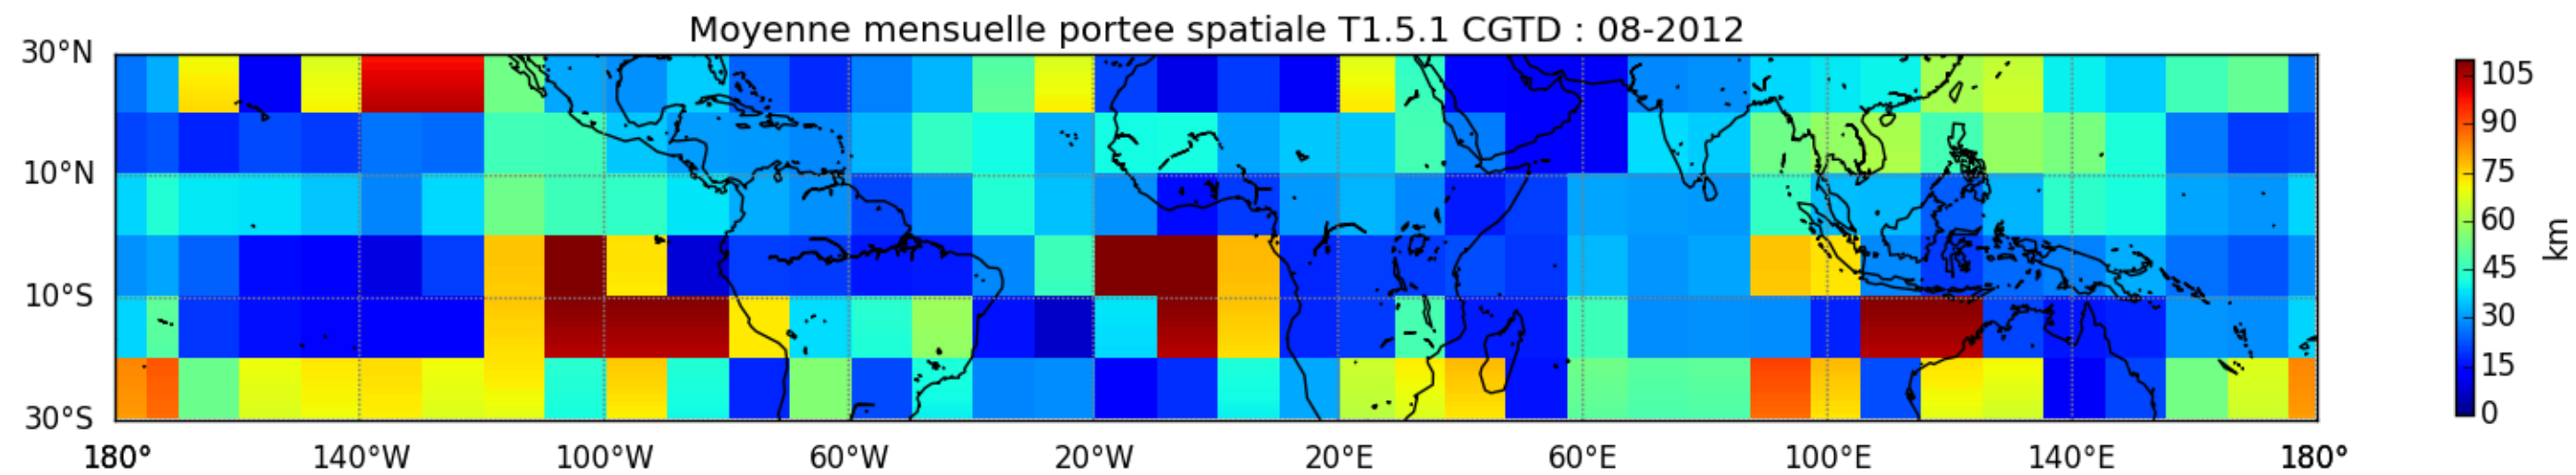 Moyenne mensuelle portee spatiale T1.5.1 CGTD : 08-2012
30°N
10°N
10°S
30°S
180° 140°W 100°W 60°W 20°W 20°E 60°E 100°E 140°E 180°
105
90
75
60
45
30
15
0
km